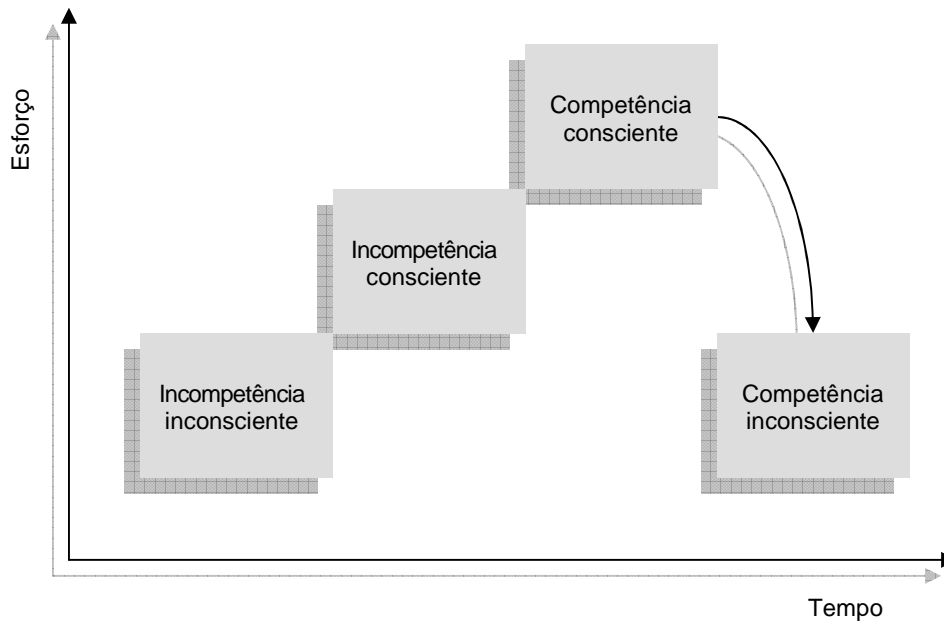 Esforço
Competência
consciente
Incompetência
consciente
Incompetência
inconsciente
Competência
inconsciente
Tempo